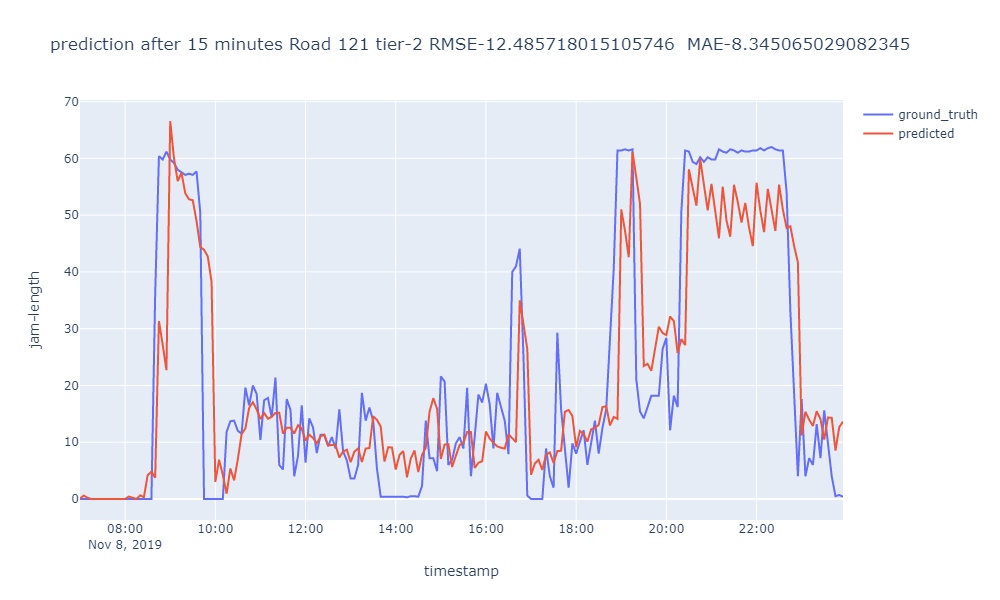 prediction after 15 minutes Road 121 tier-2 RMSE-12.485718015105746 MAE-8.345065029082345
ground_truth
predicted
70
60
50
40
30
20
10
0
jam-length
08:00 10:00 12:00 14:00 16:00 18:00 20:00 22:00
Nov 8, 2019
timestamp